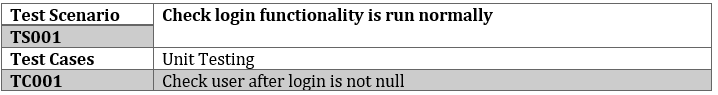 Test Scenario Check login functionality is run normally
TS001
Test Cases Unit Testing
TC001 Check user after login is not null